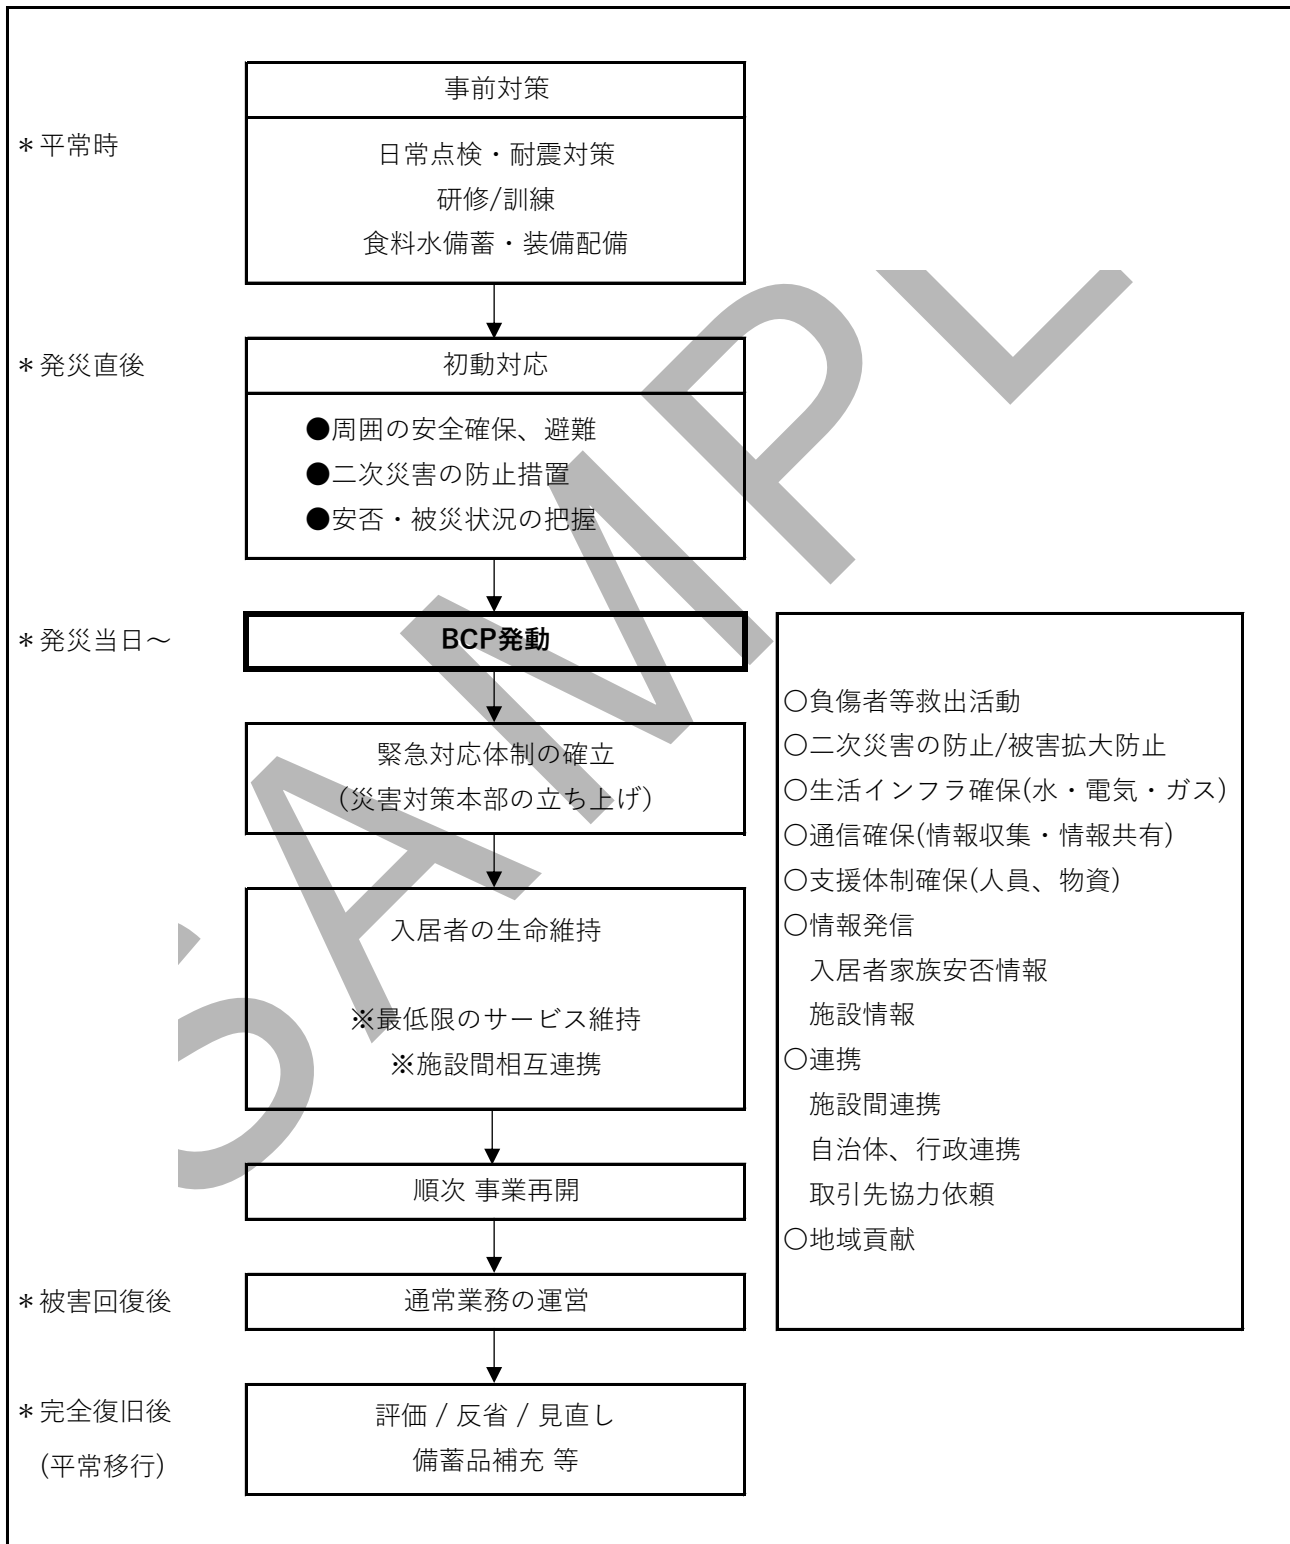 事前対策
＊平常時
日常点検・耐震対策
研修/訓練
食料水備蓄・装備配備
＊発災直後
初動対応
●周囲の安全確保、避難
●二次災害の防止措置
●安否・被災状況の把握
＊発災当日～
BCP発動
緊急対応体制の確立
（災害対策本部の立ち上げ）
入居者の生命維持
※最低限のサービス維持
※施設間相互連携
順次 事業再開
＊被害回復後
通常業務の運営
＊完全復旧後
(平常移行)
評価 / 反省 / 見直し
備蓄品補充 等
〇負傷者等救出活動
〇二次災害の防止/被害拡大防止
〇生活インフラ確保(水・電気・ガス)
〇通信確保(情報収集・情報共有)
〇支援体制確保(人員、物資)
〇情報発信
入居者家族安否情報
施設情報
〇連携
施設間連携
自治体、行政連携
取引先協力依頼
〇地域貢献
SAMPL